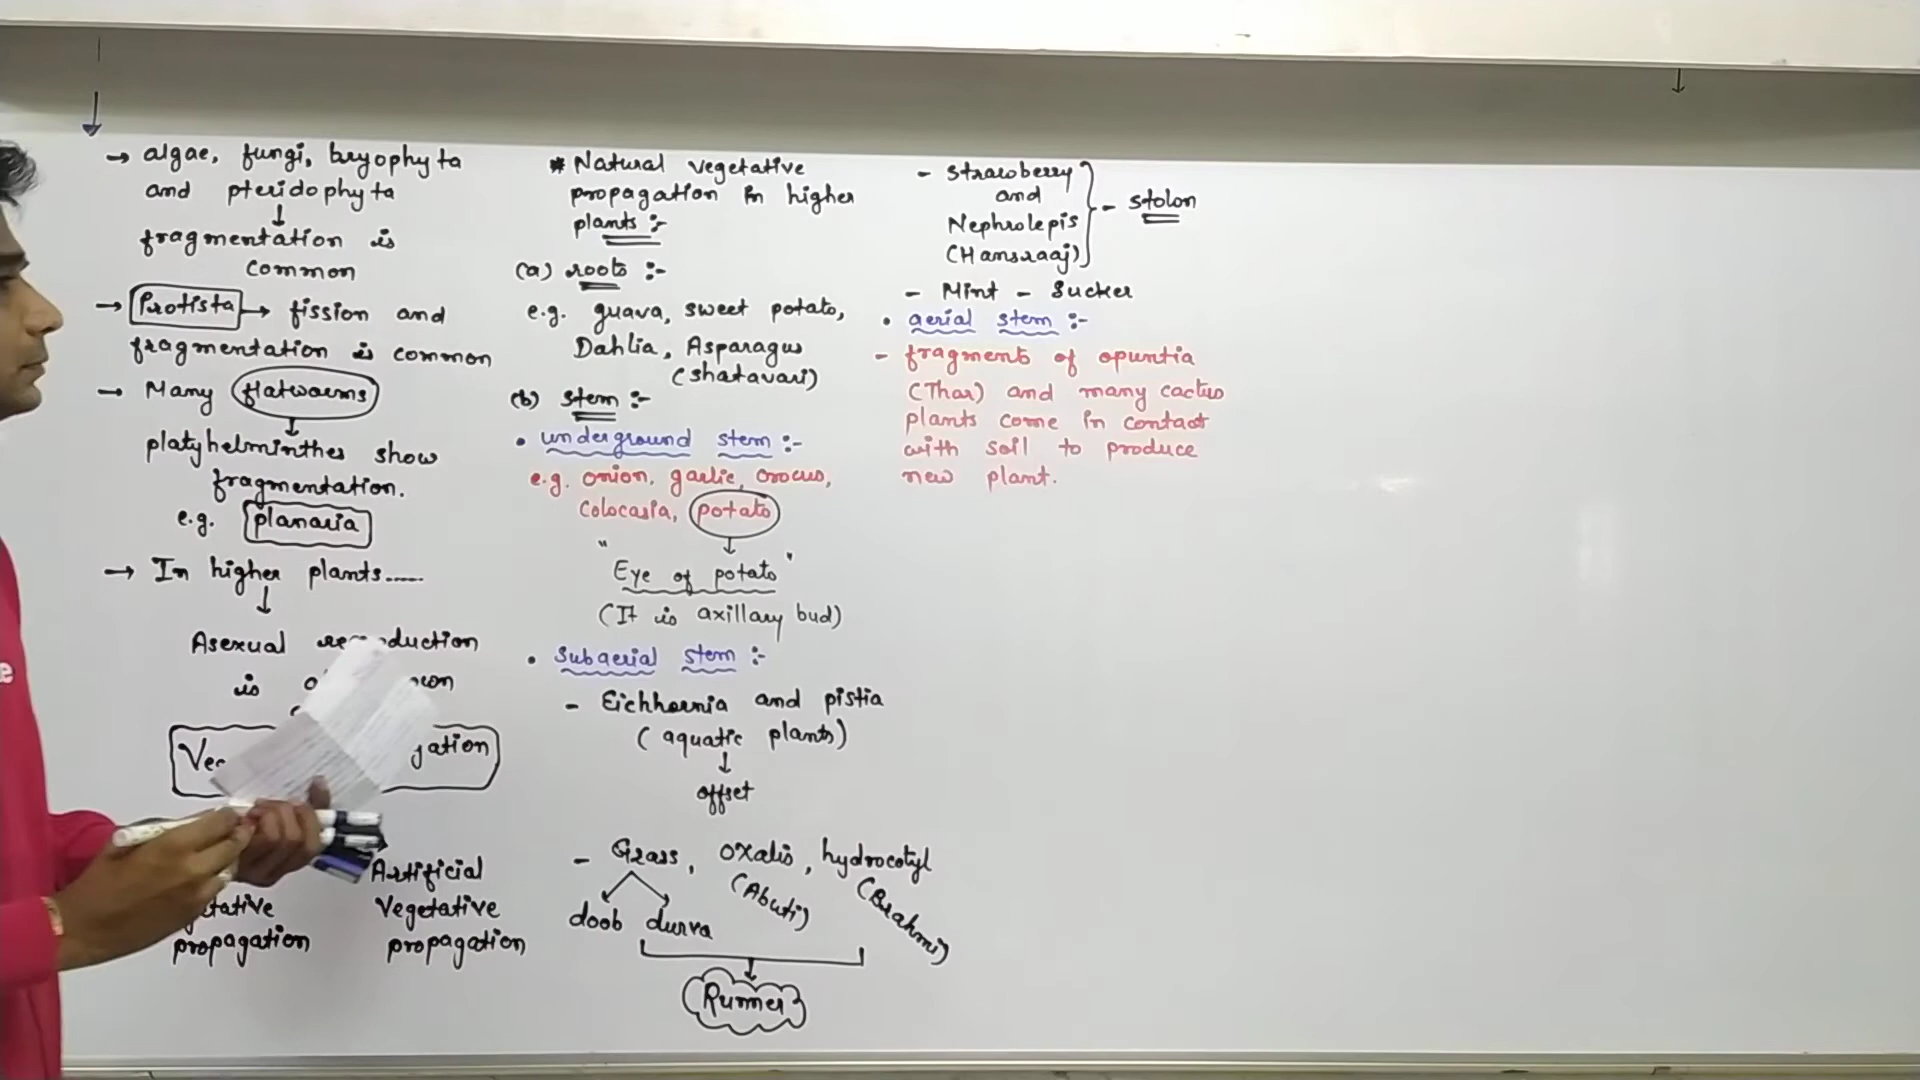 → algae, fungi, bryophyta
and pteridophyta
↓
fragmentation is
common
→ Protista → fission and
fragmentation is common
→ Many flatworms
↓
platyhelminthes show
fragmentation.
e.g. planaria
→ In higher plants......
↓
Asexual
is
Artificial
Vegetative
propagation
propagation
* Natural vegetative
propagation in higher
plants :-
(a) roots :-
e.g. guava, sweet potato,
Dahlia, Asparagus
(shatavari)
(b) stem :-
• underground stem :-
e.g. onion, garlic, crocus,
Colocasia, potato
↓
"Eye of potato"
(It is axillary bud)
• Subaerial stem :-
- Eichhornia and pistia
(aquatic plants)
↓
offset
- Grass, oxalis, hydrocotyl
(Abuti) (Brahmi)
doob durva
Runner
- Strawberry
and
Nephrolepis
(Hansraaj)
- stolon
- Mint - Sucker
• aerial stem :-
- fragments of opuntia
(Thar) and many cactus
plants come in contact
with soil to produce
new plant.